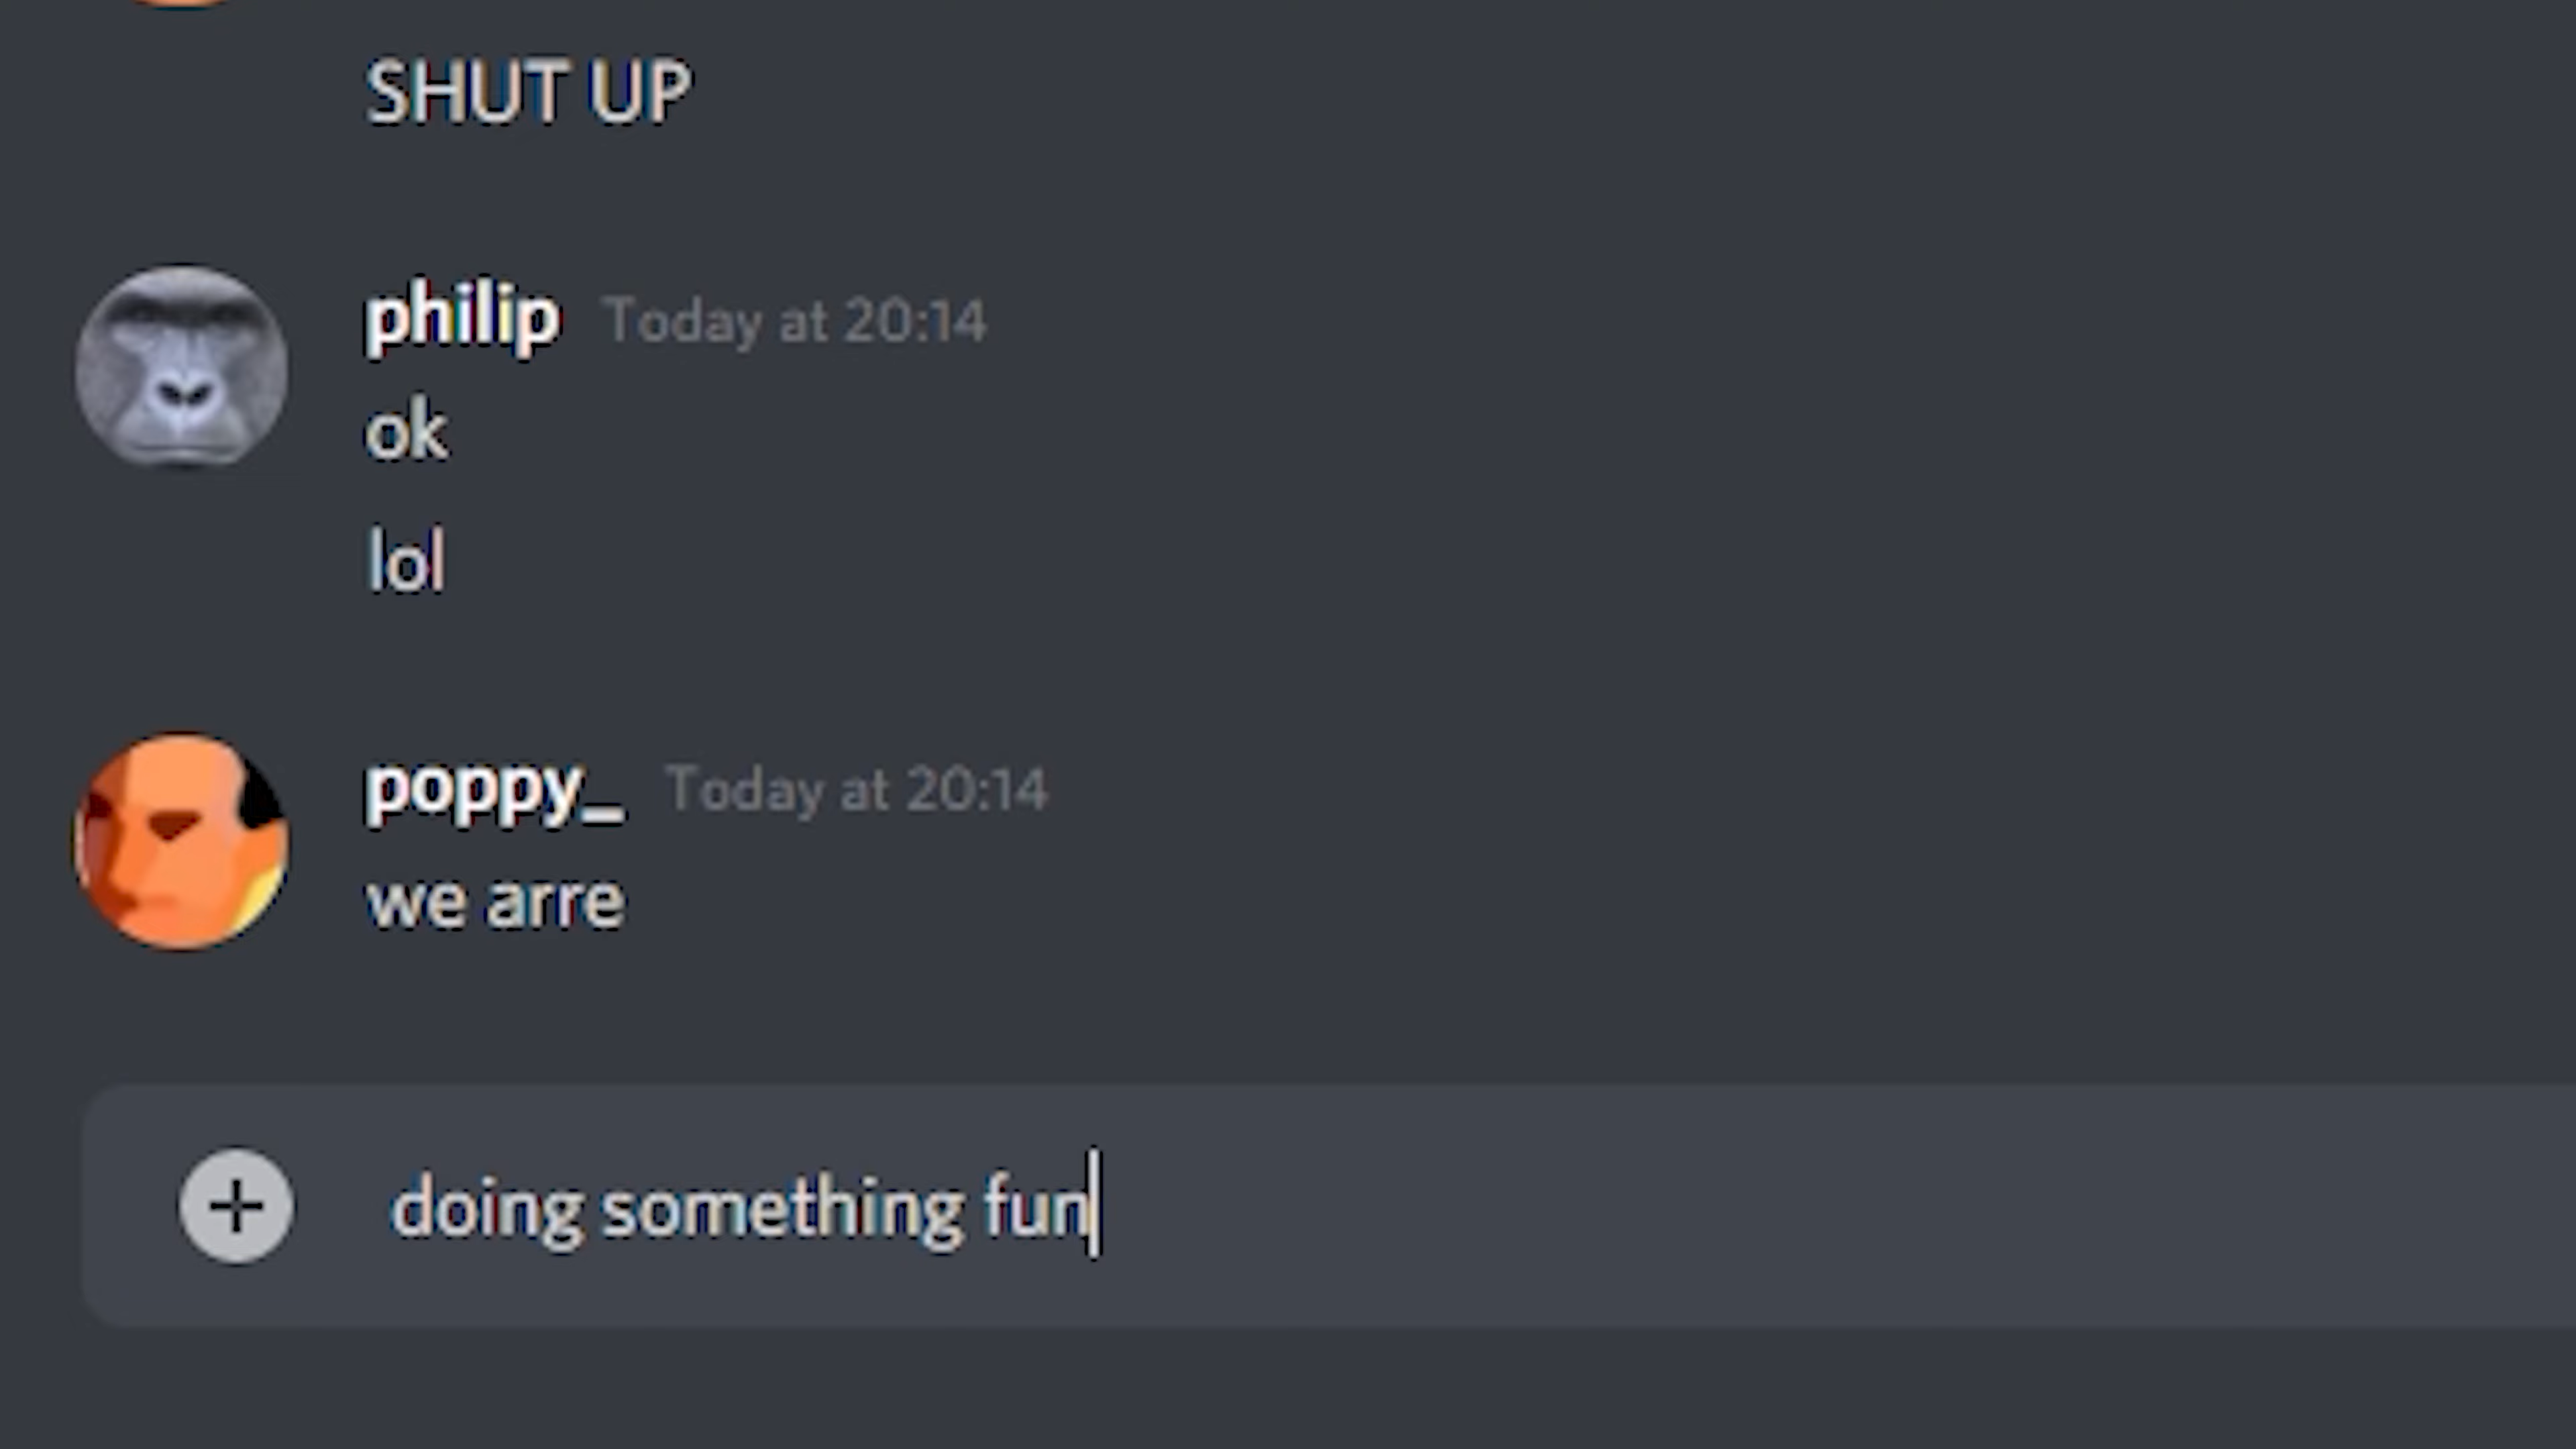 SHUT UP
philip Today at 20:14
ok
lol
poppy_ Today at 20:14
we arre
doing something fun